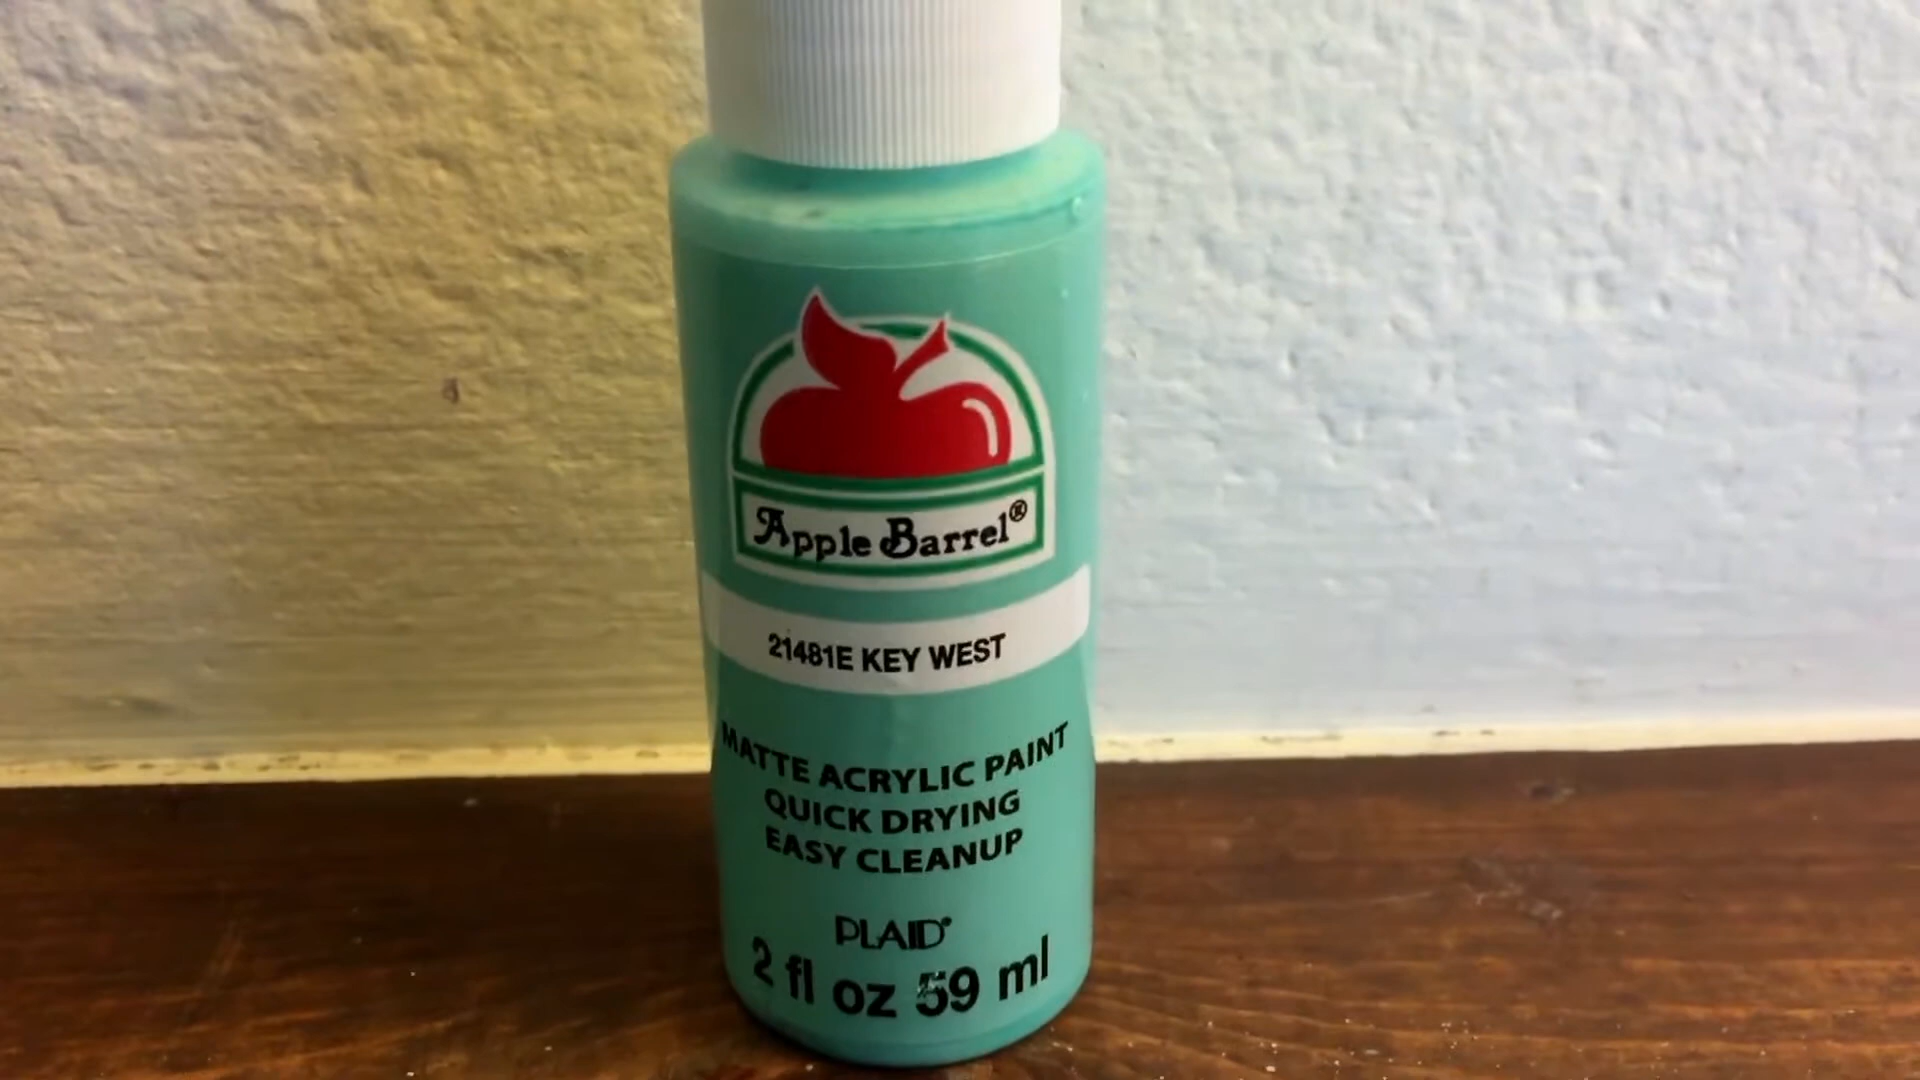 Apple Barrel®
21481E KEY WEST
MATTE ACRYLIC PAINT
QUICK DRYING
EASY CLEANUP
PLAID®
2 fl oz 59 ml